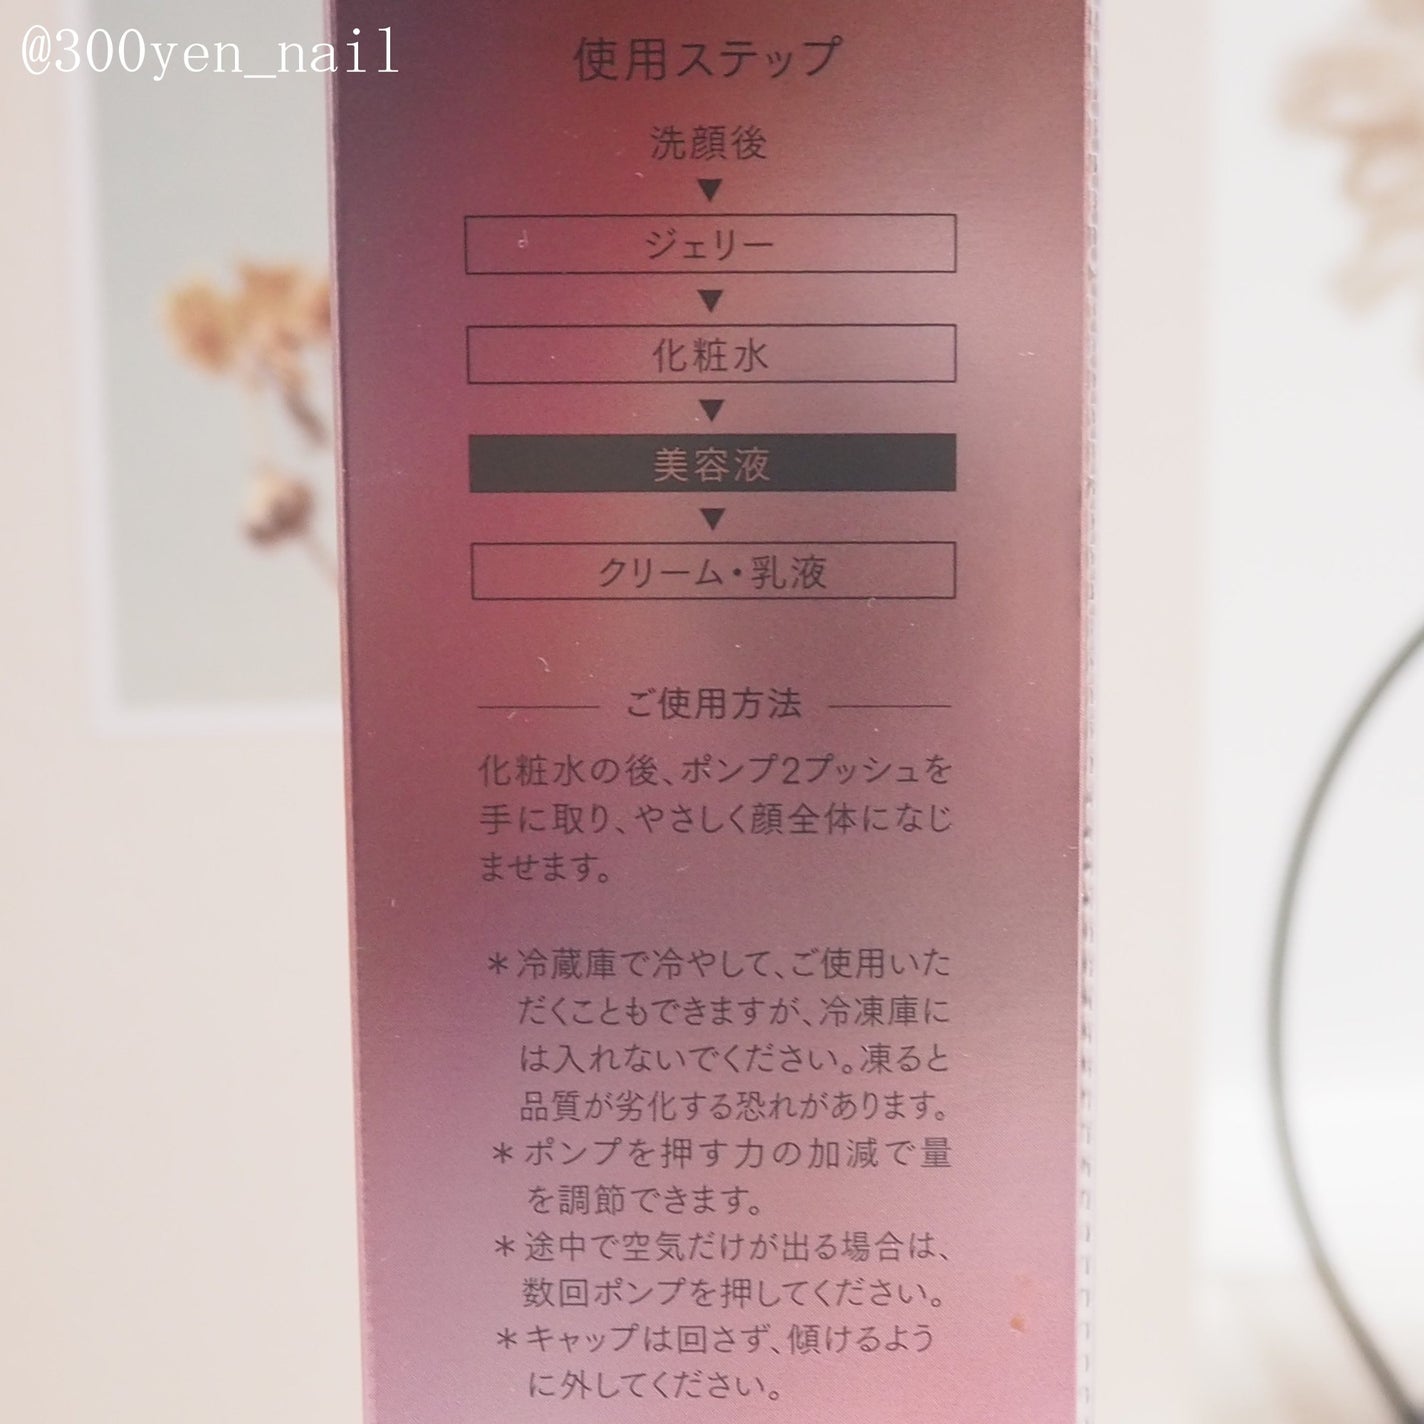 @300yen_nail
使用ステップ
洗顔後
▼
ジェリー
▼
化粧水
▼
美容液
▼
クリーム・乳液
ご使用方法
化粧水の後、ポンプ2プッシュを
手に取り、やさしく顔全体になじ
ませます。
＊冷蔵庫で冷やして、ご使用いた
だくこともできますが、冷凍庫に
は入れないでください。凍ると
品質が劣化する恐れがあります。
＊ポンプを押す力の加減で量
を調節できます。
＊途中で空気だけが出る場合は、
数回ポンプを押してください。
＊キャップは回さず、傾けるよう
に外してください。